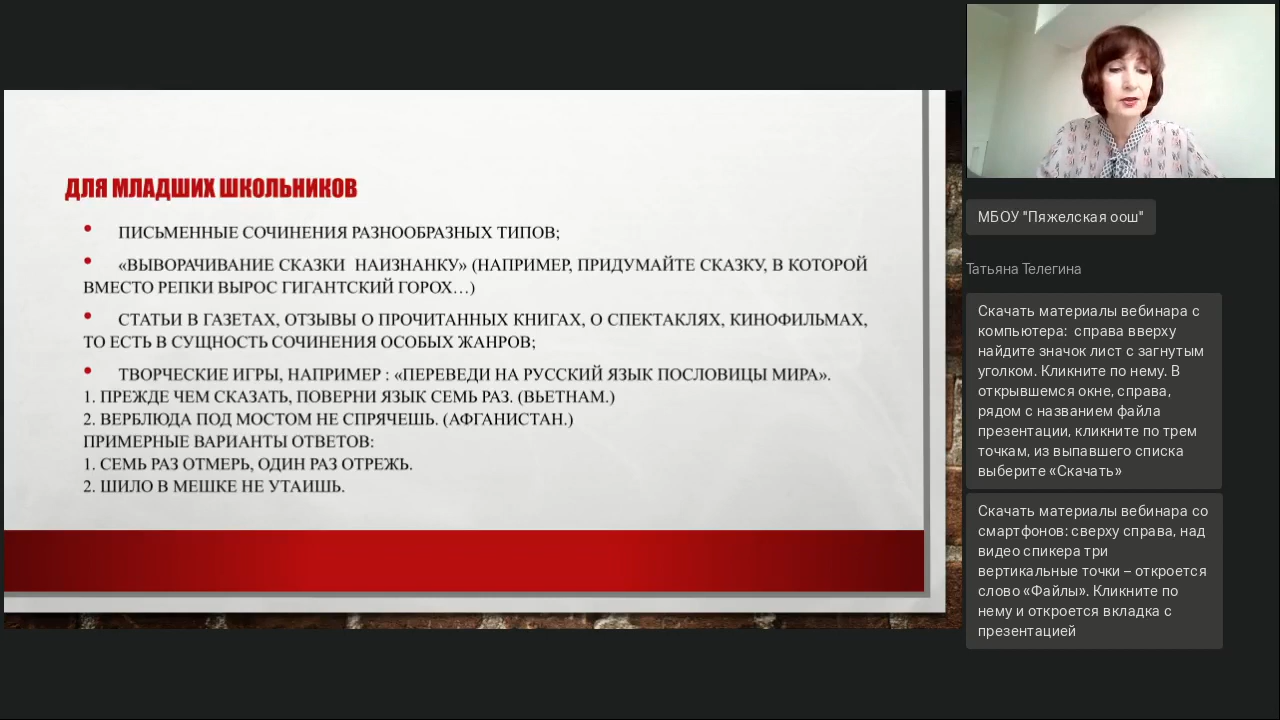 ДЛЯ МЛАДШИХ ШКОЛЬНИКОВ
• ПИСЬМЕННЫЕ СОЧИНЕНИЯ РАЗНООБРАЗНЫХ ТИПОВ;
• «ВЫВОРАЧИВАНИЕ СКАЗКИ НАИЗНАНКУ» (НАПРИМЕР, ПРИДУМАЙТЕ СКАЗКУ, В КОТОРОЙ
ВМЕСТО РЕПКИ ВЫРОС ГИГАНТСКИЙ ГОРОХ…)
• СТАТЬИ В ГАЗЕТАХ, ОТЗЫВЫ О ПРОЧИТАННЫХ КНИГАХ, О СПЕКТАКЛЯХ, КИНОФИЛЬМАХ,
ТО ЕСТЬ В СУЩНОСТЬ СОЧИНЕНИЯ ОСОБЫХ ЖАНРОВ;
• ТВОРЧЕСКИЕ ИГРЫ, НАПРИМЕР : «ПЕРЕВЕДИ НА РУССКИЙ ЯЗЫК ПОСЛОВИЦЫ МИРА».
1. ПРЕЖДЕ ЧЕМ СКАЗАТЬ, ПОВЕРНИ ЯЗЫК СЕМЬ РАЗ. (ВЬЕТНАМ.)
2. ВЕРБЛЮДА ПОД МОСТОМ НЕ СПРЯЧЕШЬ. (АФГАНИСТАН.)
ПРИМЕРНЫЕ ВАРИАНТЫ ОТВЕТОВ:
1. СЕМЬ РАЗ ОТМЕРЬ, ОДИН РАЗ ОТРЕЖЬ.
2. ШИЛО В МЕШКЕ НЕ УТАИШЬ.
МБОУ "Пяжелская оош"
Татьяна Телегина
Скачать материалы вебинара с
компьютера: справа вверху
найдите значок лист с загнутым
уголком. Кликните по нему. В
открывшемся окне, справа,
рядом с названием файла
презентации, кликните по трем
точкам, из выпавшего списка
выберите «Скачать»
Скачать материалы вебинара со
смартфонов: сверху справа, над
видео спикера три
вертикальные точки – откроется
слово «Файлы». Кликните по
нему и откроется вкладка с
презентацией